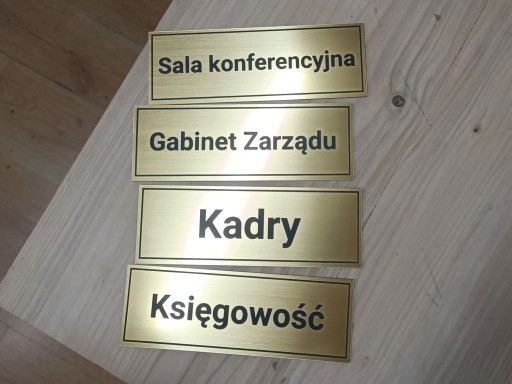 Sala konferencyjna
Gabinet Zarządu
Kadry
Księgowość